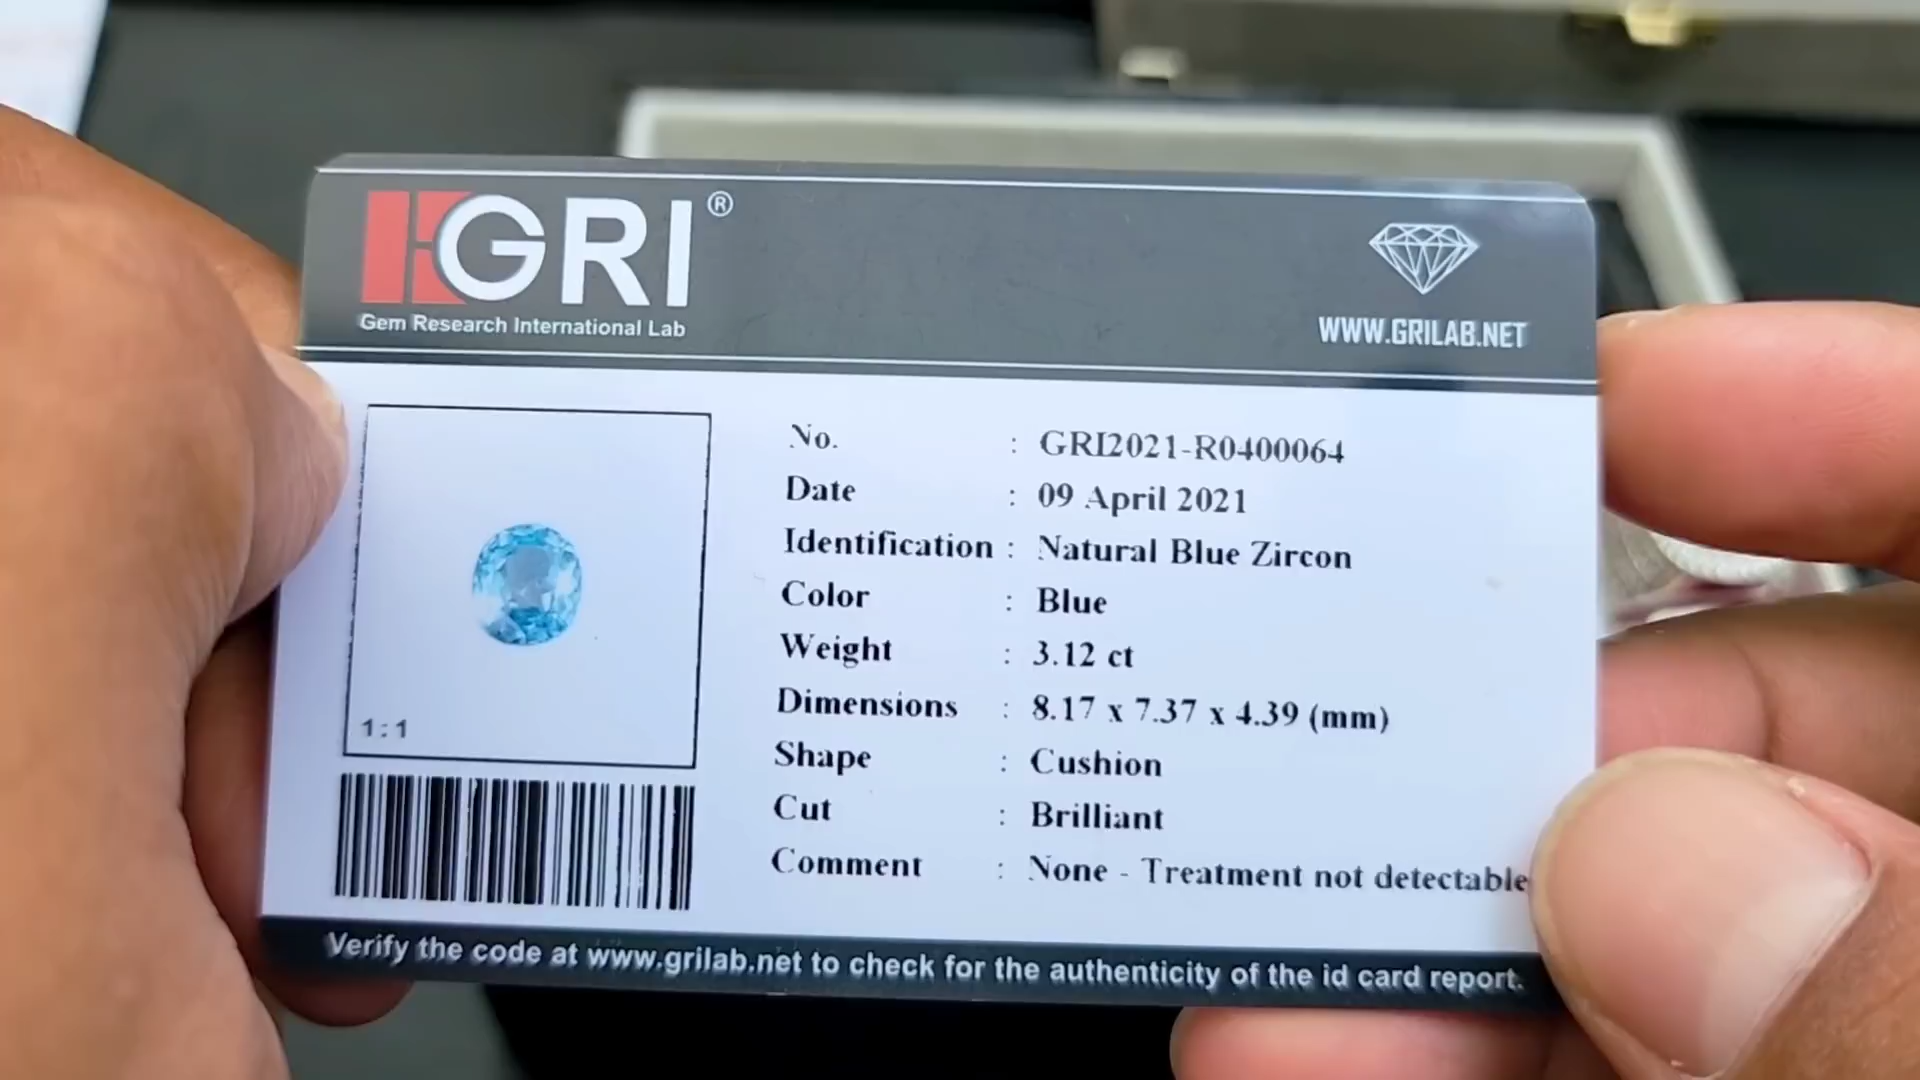 GRI®
Gem Research International Lab
WWW.GRILAB.NET
No. : GRI2021-R0400064
Date : 09 April 2021
Identification : Natural Blue Zircon
Color : Blue
Weight : 3.12 ct
Dimensions : 8.17 x 7.37 x 4.39 (mm)
Shape : Cushion
Cut : Brilliant
Comment : None - Treatment not detectable
1:1
Verify the code at www.grilab.net to check for the authenticity of the id card report.